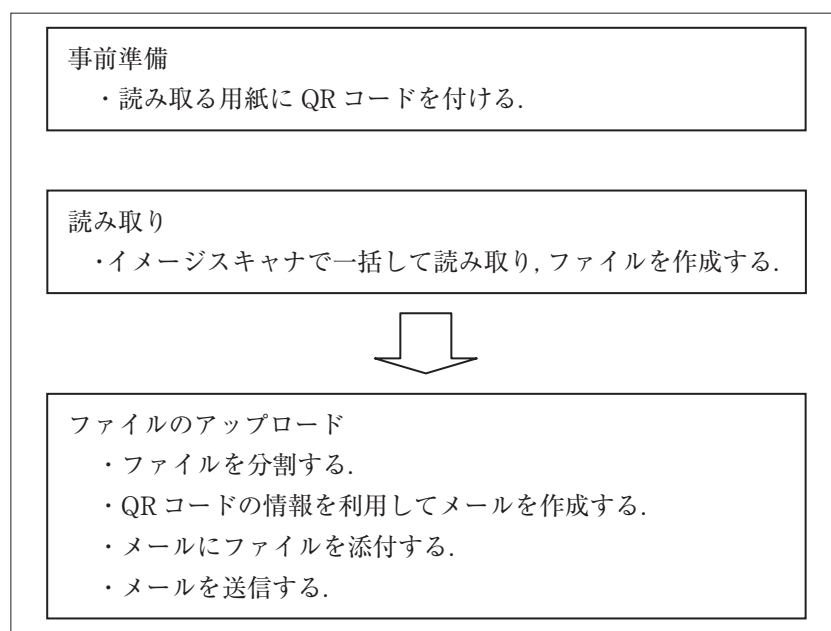 事前準備
・読み取る用紙に QR コードを付ける.
読み取り
・イメージスキャナで一括して読み取り, ファイルを作成する.
ファイルのアップロード
・ファイルを分割する.
・QR コードの情報を利用してメールを作成する.
・メールにファイルを添付する.
・メールを送信する.